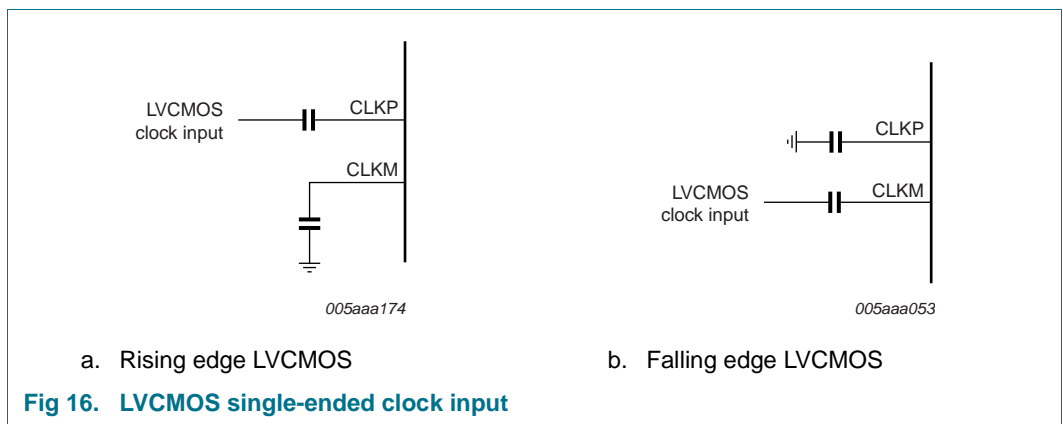 LVCMOS
clock input
CLKP
CLKM
005aaa174
a. Rising edge LVCMOS
CLKP
LVCMOS
clock input
CLKM
005aaa053
b. Falling edge LVCMOS
Fig 16. LVCMOS single-ended clock input